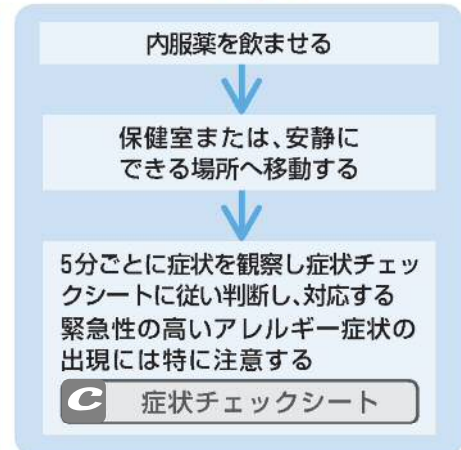 内服薬を飲ませる
保健室または、安静に
できる場所へ移動する
5分ごとに症状を観察し症状チェッ
クシートに従い判断し、対応する
緊急性の高いアレルギー症状の
出現には特に注意する
C 症状チェックシート